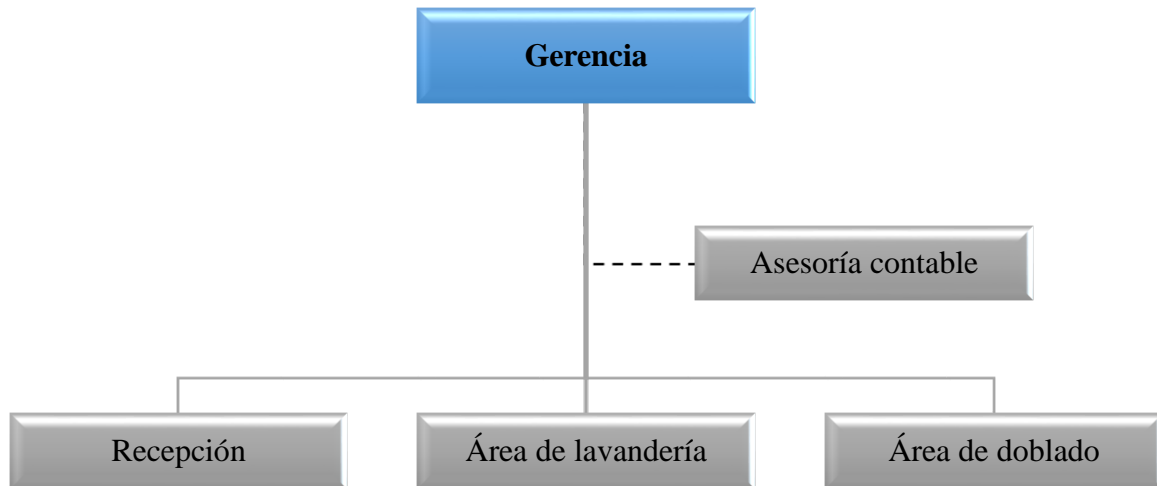 Gerencia
Asesoría contable
Recepción
Área de lavandería
Área de doblado